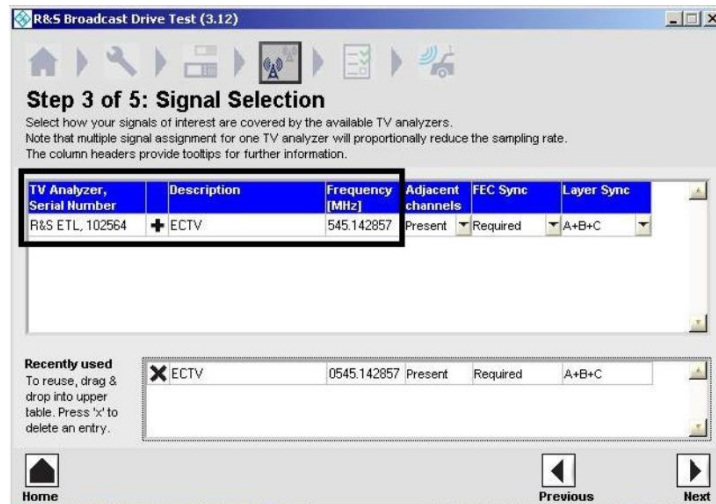 R&S Broadcast Drive Test (3.12)
Step 3 of 5: Signal Selection
Select how your signals of interest are covered by the available TV analyzers.
Note that multiple signal assignment for one TV analyzer will proportionally reduce the sampling rate.
The column headers provide tooltips for further information.
TV Analyzer, Serial Number Description Frequency [MHz] Adjacent channels FEC Sync Layer Sync
R&S ETL, 102564 ECTV 545.142857 Present Required A+B+C
Recently used
To reuse, drag &
drop into upper
table. Press 'x' to
delete an entry.
ECTV 0545.142857 Present Required A+B+C
Home Previous Next